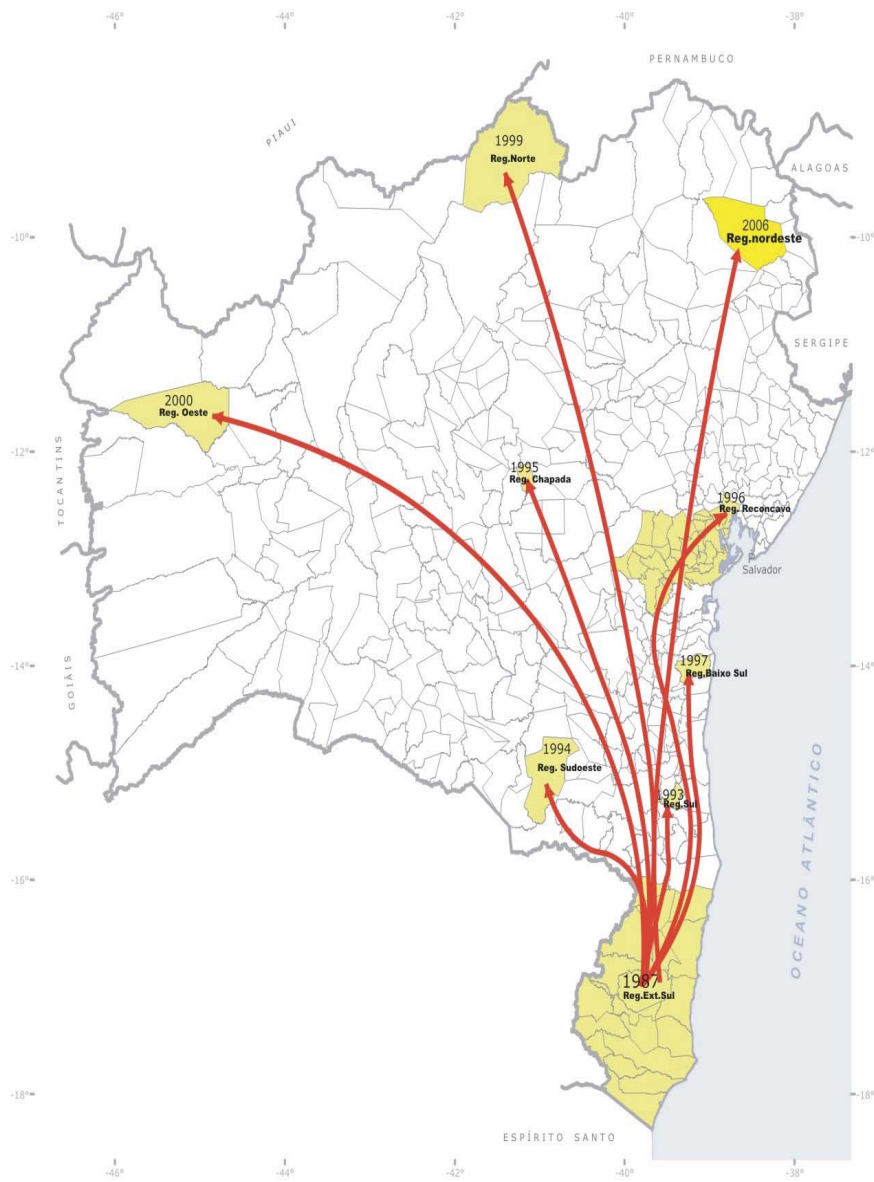 -46°
-42°
-40°
-38°
PERNAMBUCO
PIAUI
1999
Reg.Norte
ALAGOAS
2006
Reg.nordeste
-10°
-10°
SERGIPE
2000
Reg. Oeste
-12°
-12°
TOCANTINS
1995
Reg. Chapada
1996
Reg. Reconcavo
Salvador
1997
Reg.Baixo Sul
-14°
-14°
GOIÁIS
1994
Reg. Sudoeste
1993
Reg.Sul
OCEANO ATLÂNTICO
-16°
-16°
1987
Reg.Ext.Sul
-18°
-18°
ESPÍRITO SANTO
-46°
-44°
-42°
-40°
-38°